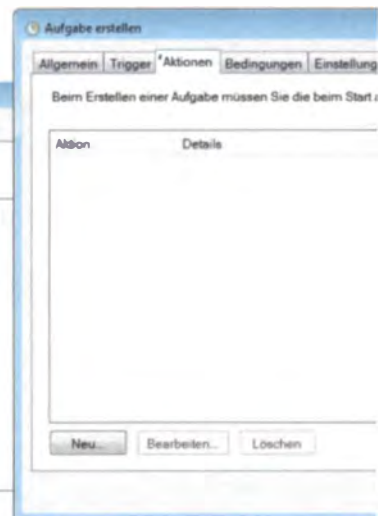 Aufgabe erstellen
Allgemein Trigger Aktionen Bedingungen Einstellung
Beim Erstellen einer Aufgabe müssen Sie die beim Start
Aktion Details
Neu... Bearbeiten... Löschen